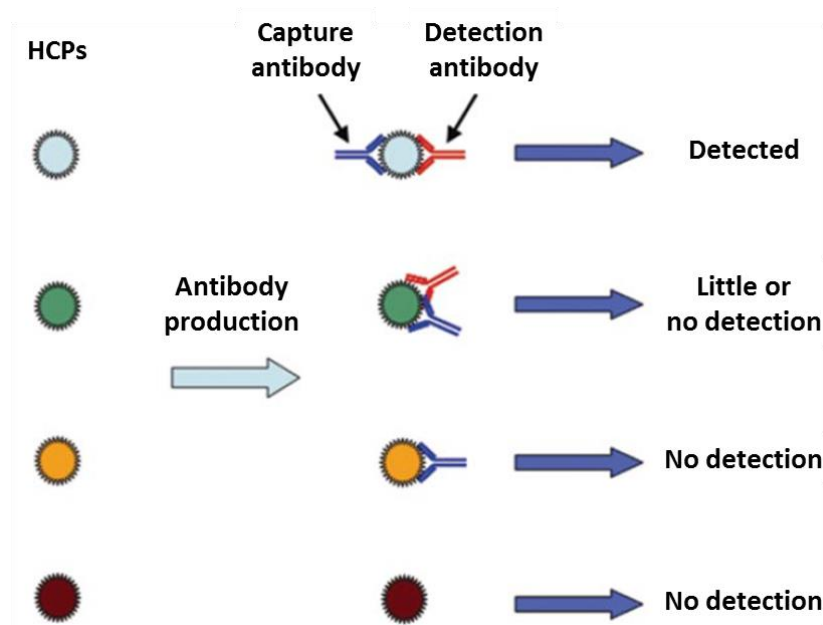 HCPs
Capture
antibody
Detection
antibody
Detected
Antibody
production
Little or
no detection
No detection
No detection